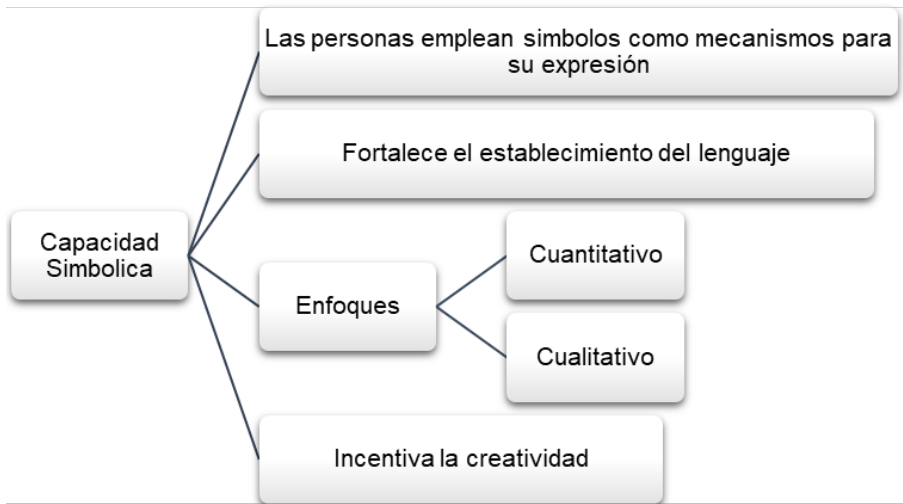 Las personas emplean simbolos como mecanismos para
su expresión
Fortalece el establecimiento del lenguaje
Capacidad
Simbolica
Enfoques
Cuantitativo
Cualitativo
Incentiva la creatividad